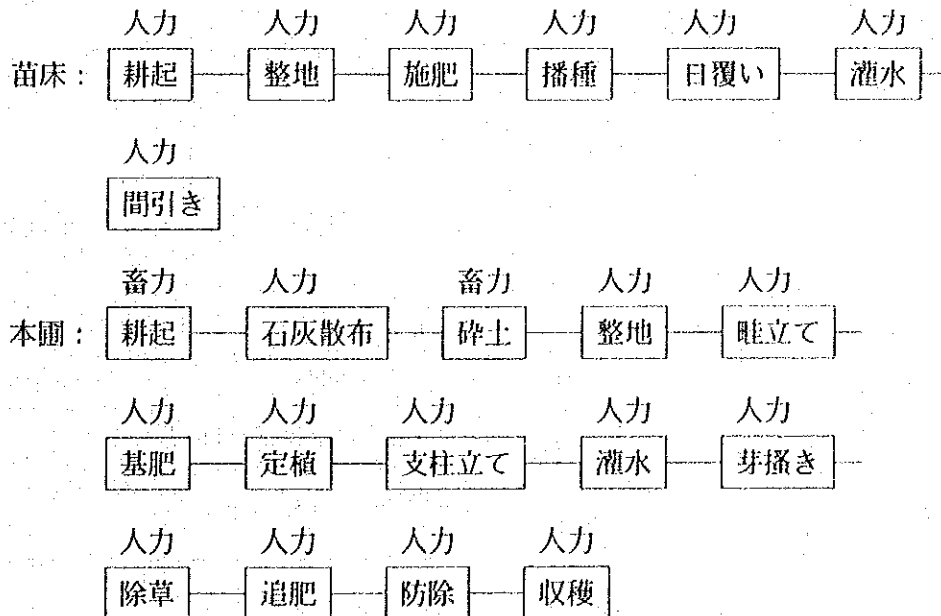 人力 人力 人力 人力 人力 人力
苗床： 耕起 整地 施肥 播種 日覆い 灌水
人力
間引き
畜力 人力 畜力 人力 人力
本圃： 耕起 石灰散布 砕土 整地 畦立て
人力 人力 人力 人力 人力
基肥 定植 支柱立て 灌水 芽搔き
人力 人力 人力 人力
除草 追肥 防除 収穫